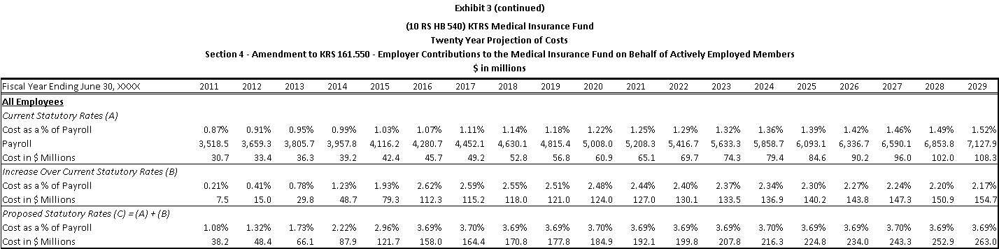 Exhibit 3 (continued)
(10 RS HB 540) KTRS Medical Insurance Fund
Twenty Year Projection of Costs
Section 4 - Amendment to KRS 161.550 - Employer Contributions to the Medical Insurance Fund on Behalf of Actively Employed Members
$ in millions
Fiscal Year Ending June 30, XXXX 2011 2012 2013 2014 2015 2016 2017 2018 2019 2020 2021 2022 2023 2024 2025 2026 2027 2028 2029
All Employees
Current Statutory Rates (A)
Cost as a % of Payroll 0.87% 0.91% 0.95% 0.99% 1.03% 1.07% 1.11% 1.14% 1.18% 1.22% 1.25% 1.29% 1.32% 1.36% 1.39% 1.42% 1.46% 1.49% 1.52%
Payroll 3,518.5 3,659.3 3,805.7 3,957.8 4,116.2 4,280.7 4,452.1 4,630.1 4,815.4 5,008.0 5,208.3 5,416.7 5,633.3 5,858.7 6,093.1 6,336.7 6,590.1 6,853.8 7,127.9
Cost in $ Millions 30.7 33.4 36.3 39.2 42.4 45.7 49.2 52.8 56.8 60.9 65.1 69.7 74.3 79.4 84.6 90.2 96.0 102.0 108.3
Increase Over Current Statutory Rates (B)
Cost as a % of Payroll 0.21% 0.41% 0.78% 1.23% 1.93% 2.62% 2.59% 2.55% 2.51% 2.48% 2.44% 2.40% 2.37% 2.34% 2.30% 2.27% 2.24% 2.20% 2.17%
Cost in $ Millions 7.5 15.0 29.8 48.7 79.3 112.3 115.2 118.0 121.0 124.0 127.0 130.1 133.5 136.9 140.2 143.8 147.3 150.9 154.7
Proposed Statutory Rates (C) = (A) + (B)
Cost as a % of Payroll 1.08% 1.32% 1.73% 2.22% 2.96% 3.69% 3.70% 3.69% 3.69% 3.70% 3.69% 3.69% 3.69% 3.70% 3.69% 3.69% 3.70% 3.69% 3.69%
Cost in $ Millions 38.2 48.4 66.1 87.9 121.7 158.0 164.4 170.8 177.8 184.9 192.1 199.8 207.8 216.3 224.8 234.0 243.3 252.9 263.0